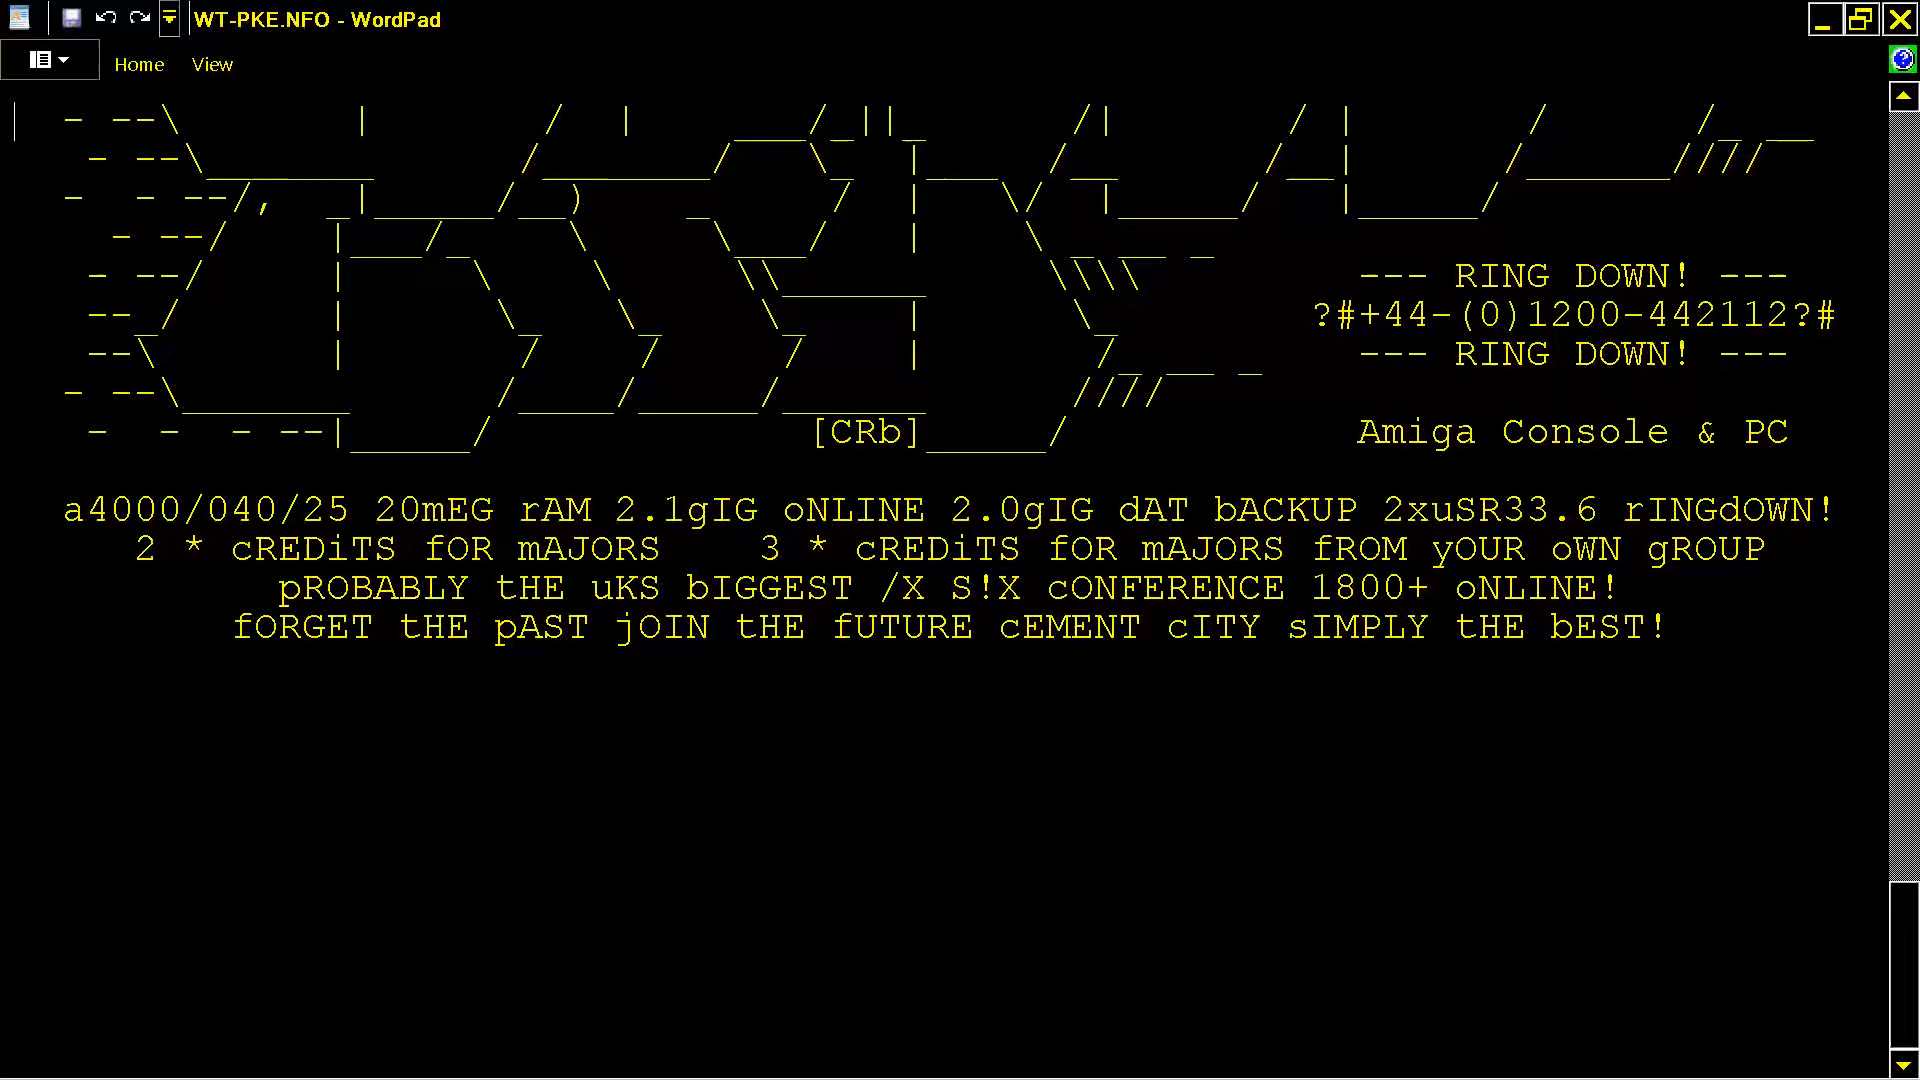 WT-PKE.NFO - WordPad
Home View
--- RING DOWN! ---
?#+44-(0)1200-442112?#
--- RING DOWN! ---
[CRb]
Amiga Console & PC
a4000/040/25 20mEG rAM 2.1gIG oNLINE 2.0gIG dAT bACKUP 2xuSR33.6 rINGdOWN!
2 * cREDiTS fOR mAJORS 3 * cREDiTS fOR mAJORS fROM yOUR oWN gROUP
pROBABLY tHE uKS bIGGEST /X S!X cONFERENCE 1800+ oNLINE!
fORGET tHE pAST jOIN tHE fUTURE cEMENT cITY sIMPLY tHE bEST!